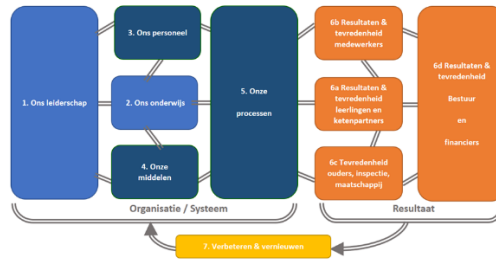 1. Ons leiderschap
3. Ons personeel
2. Ons onderwijs
4. Onze
middelen
5. Onze
processen
6b Resultaten &
tevredenheid
medewerkers
6a Resultaten &
tevredenheid
leerlingen en
ketenpartners
6c Tevredenheid
ouders, inspectie,
maatschappij
6d Resultaten &
tevredenheid
Bestuur
en
financiers
Organisatie / Systeem
Resultaat
7. Verbeteren & vernieuwen